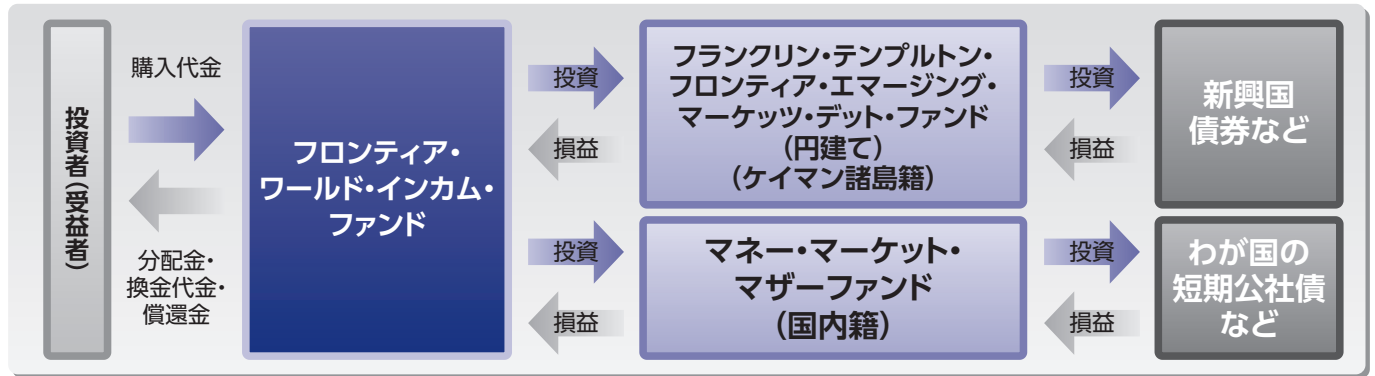 投資者（受益者）
購入代金
分配金・
換金代金・
償還金
フロンティア・
ワールド・インカム・
ファンド
投資
損益
フランクリン・テンプルトン・
フロンティア・エマージング・
マーケッツ・デット・ファンド
（円建て）
（ケイマン諸島籍）
投資
損益
新興国
債券など
投資
損益
マネー・マーケット・
マザーファンド
（国内籍）
投資
損益
わが国の
短期公社債
など